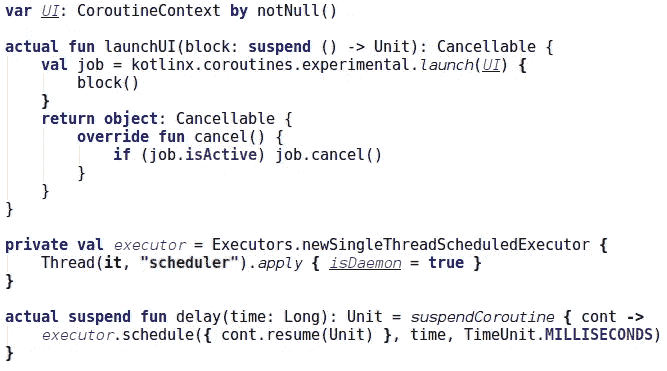 var UI: CoroutineContext by notNull()
actual fun launchUI(block: suspend () -> Unit): Cancellable {
    val job = kotlinx.coroutines.experimental.launch(UI) {
        block()
    }
    return object: Cancellable {
        override fun cancel() {
            if (job.isActive) job.cancel()
        }
    }
}
private val executor = Executors.newSingleThreadScheduledExecutor {
    Thread(it, "scheduler").apply { isDaemon = true }
}
actual suspend fun delay(time: Long): Unit = suspendCoroutine { cont ->
    executor.schedule({ cont.resume(Unit) }, time, TimeUnit.MILLISECONDS)
}